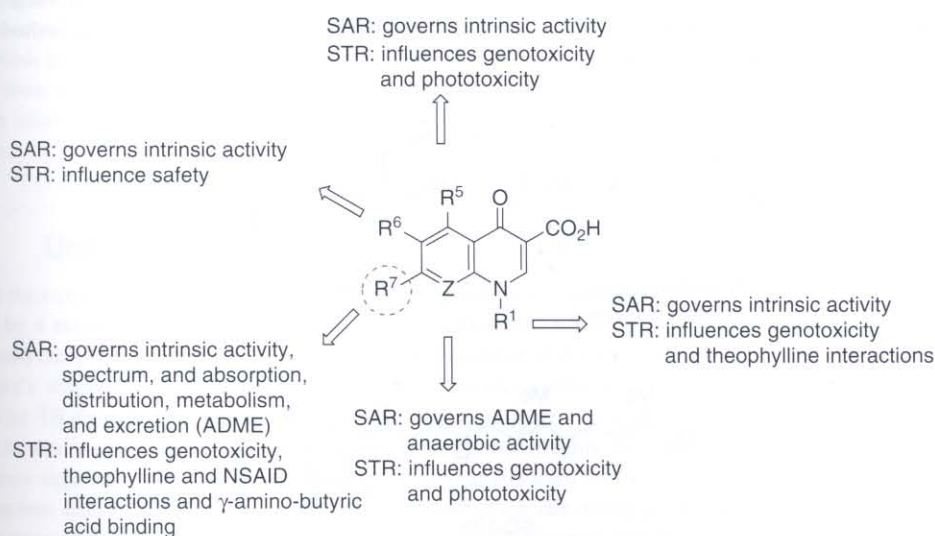 SAR: governs intrinsic activity
STR: influences genotoxicity
and phototoxicity
SAR: governs intrinsic activity
STR: influence safety
R⁵
O
R⁶
CO₂H
R⁷
Z
N
R¹
SAR: governs intrinsic activity
STR: influences genotoxicity
and theophylline interactions
SAR: governs intrinsic activity,
spectrum, and absorption,
distribution, metabolism,
and excretion (ADME)
STR: influences genotoxicity,
theophylline and NSAID
interactions and γ-amino-butyric
acid binding
SAR: governs ADME and
anaerobic activity
STR: influences genotoxicity
and phototoxicity